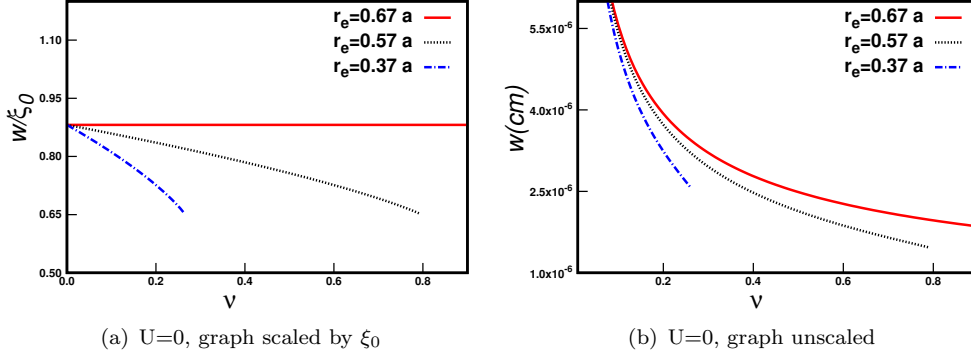 1.20
1.00
0.80
0.65
0.50
w/ξ0
0.0
0.2
0.4
0.6
0.8
ν
re=0.67 a
re=0.57 a
re=0.37 a
(a) U=0, graph scaled by ξ0
5.5x10-6
4.0x10-6
2.5x10-6
1.0x10-6
w(cm)
0.2
0.4
0.6
0.8
ν
re=0.67 a
re=0.57 a
re=0.37 a
(b) U=0, graph unscaled